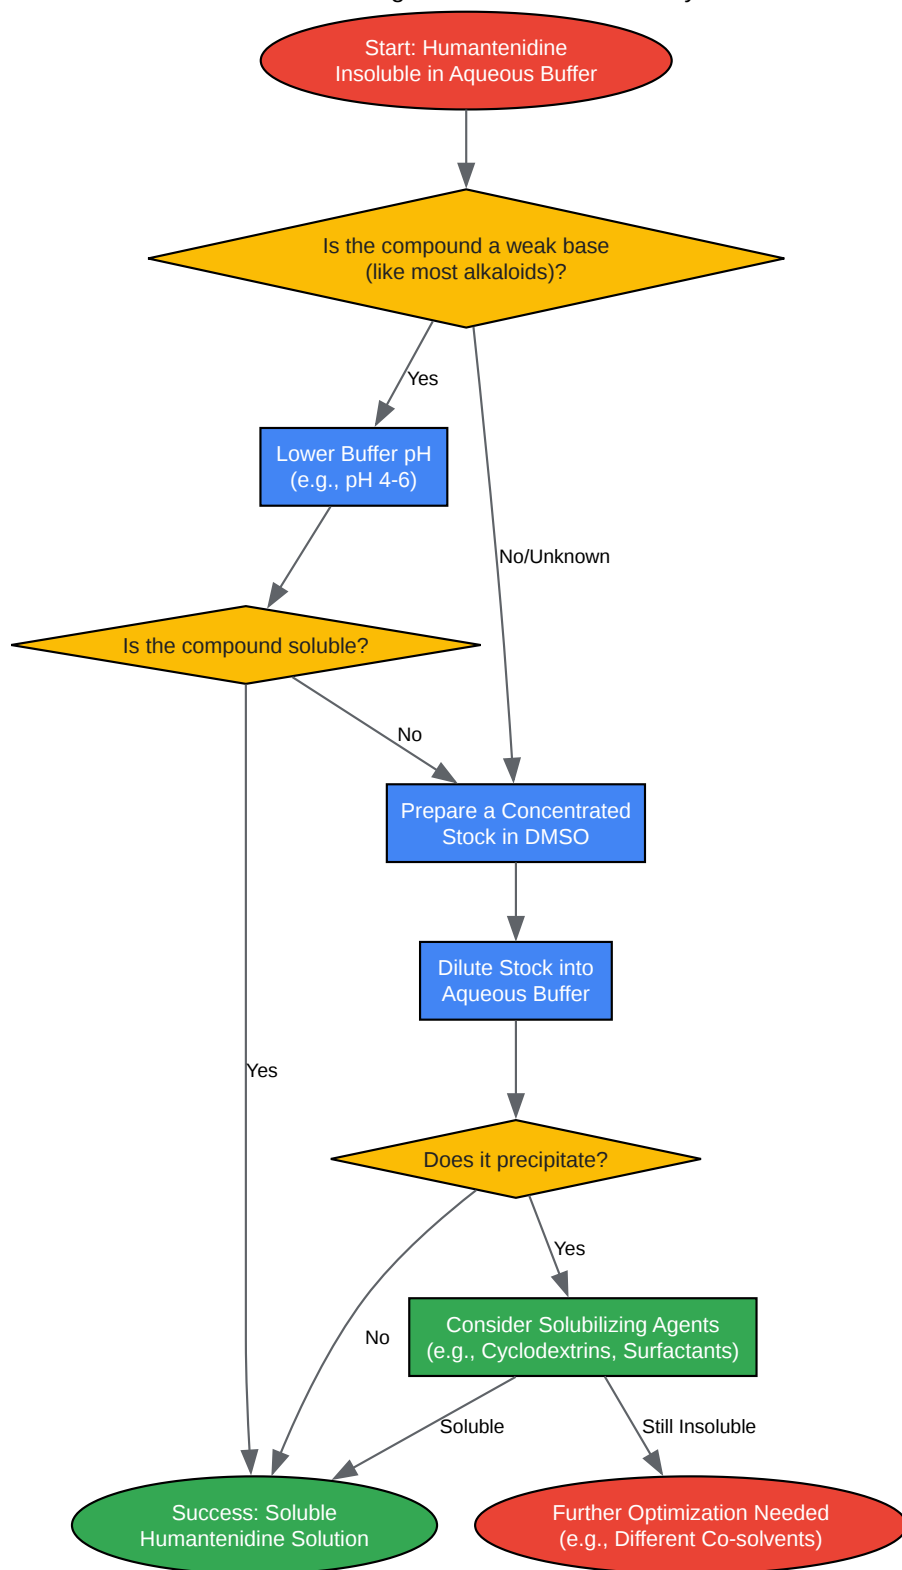 Start: Humantenidine
Insoluble in Aqueous Buffer
Is the compound a weak base
(like most alkaloids)?
Yes
Lower Buffer pH
(e.g., pH 4-6)
No/Unknown
Is the compound soluble?
No
Prepare a Concentrated
Stock in DMSO
Dilute Stock into
Aqueous Buffer
Yes
Does it precipitate?
Yes
Consider Solubilizing Agents
(e.g., Cyclodextrins, Surfactants)
No
Soluble
Still Insoluble
Success: Soluble
Humantenidine Solution
Further Optimization Needed
(e.g., Different Co-solvents)